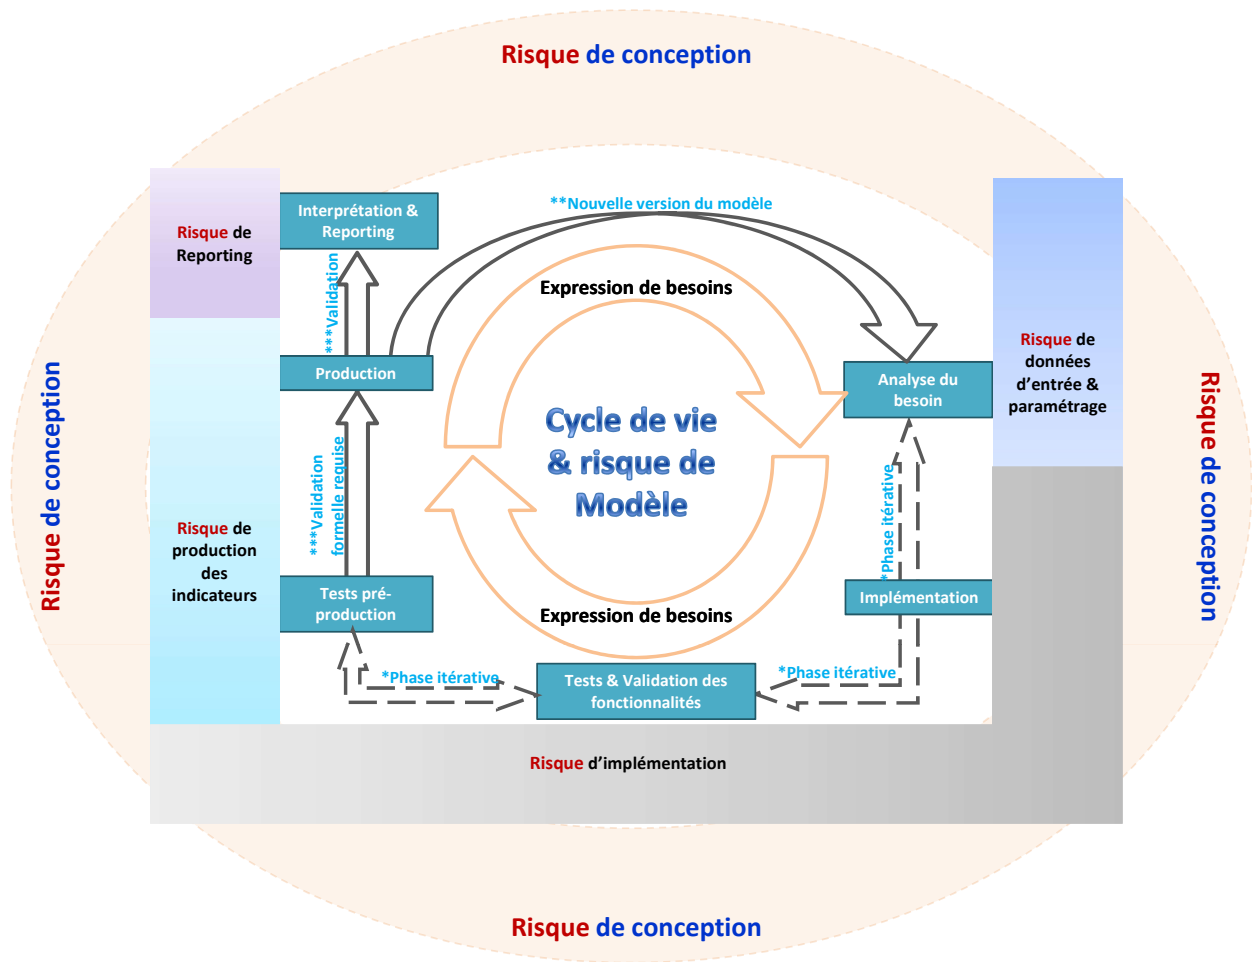 Risque de conception
**Nouvelle version du modèle
Interprétation &
Reporting
Risque de
Reporting
***Validation
Expression de besoins
Production
Analyse du
besoin
Risque de
données
d'entrée &
paramétrage
Risque de conception
Risque de conception
Cycle de vie
& risque de
Modèle
***Validation
formelle requise
*Phase itérative
Risque de
production
des
indicateurs
Tests pré-
production
Implémentation
Expression de besoins
*Phase itérative
*Phase itérative
Tests & Validation des
fonctionnalités
Risque d'implémentation
Risque de conception